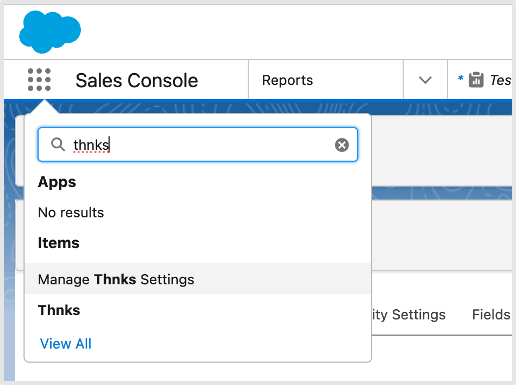 Sales Console
Reports
* Tes
thnks
Apps
No results
Items
Manage Thnks Settings
Thnks
View All
ity Settings
Fields